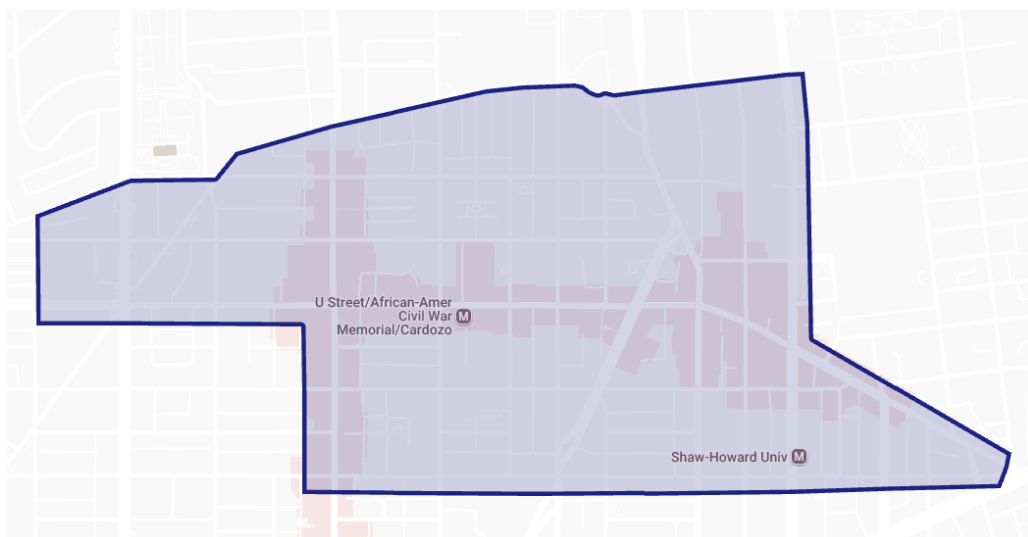 U Street/African-Amer
Civil War
Memorial/Cardozo
M
Shaw-Howard Univ M